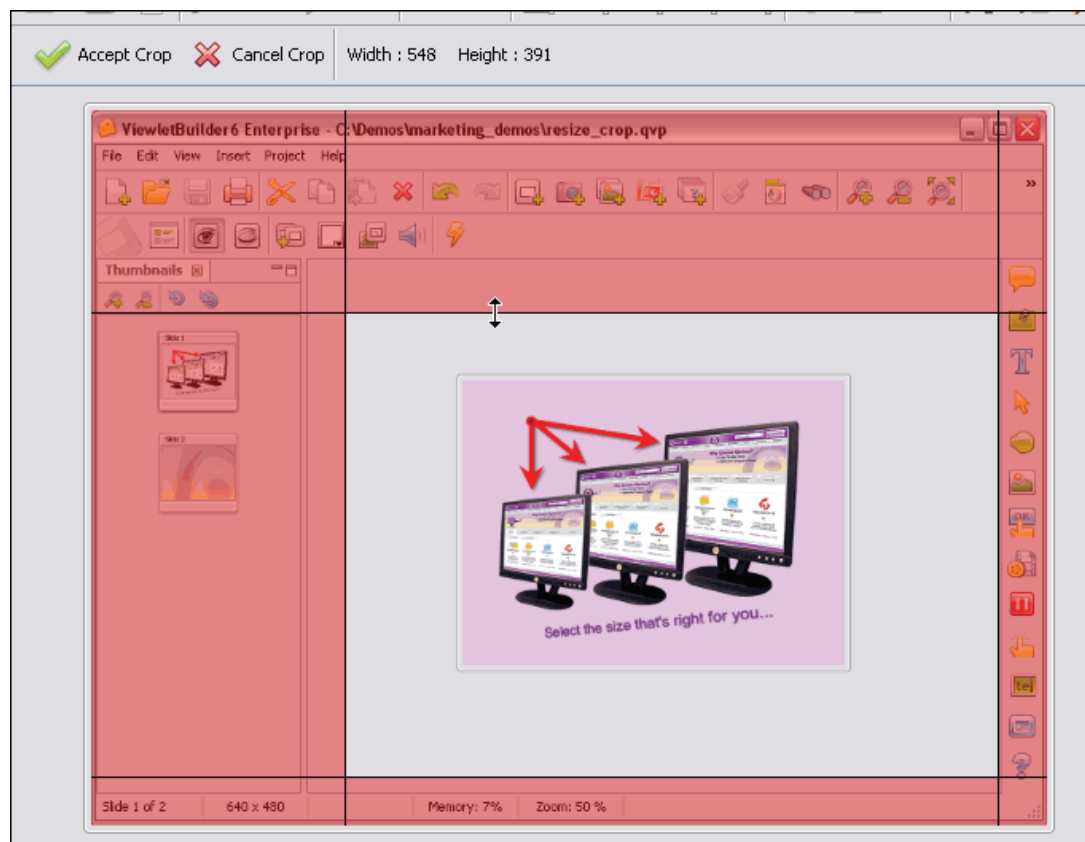 Accept Crop Cancel Crop Width : 548 Height : 391
ViewletBuilder6 Enterprise - C:\Demos\marketing_demos\resize_crop.qvp
File Edit View Insert Project Help
Thumbnails
Slide 1
Slide 2
T
OK
Select the size that's right for you...
Slide 1 of 2 640 x 480 Memory: 7% Zoom: 50 %